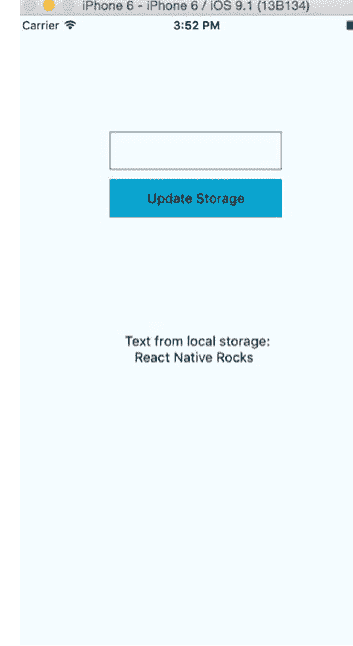 iPhone 6 - iPhone 6 / iOS 9.1 (13B134)
Carrier 3:52 PM
Update Storage
Text from local storage:
React Native Rocks